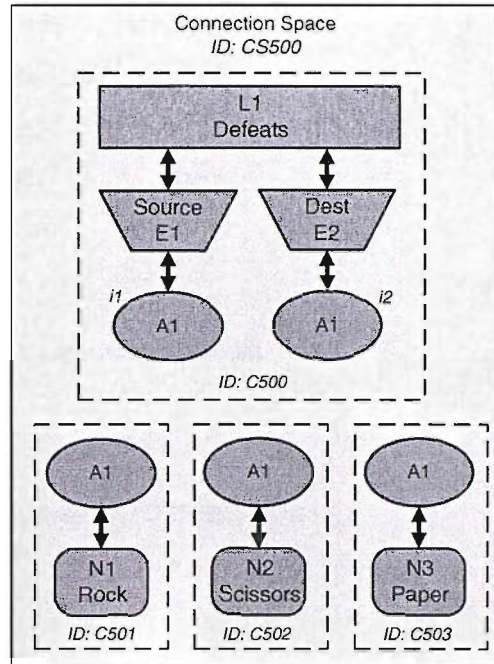 Connection Space
ID: CS500
L1
Defeats
Source
E1
Dest
E2
i1
A1
A1
i2
ID: C500
A1
A1
A1
N1
Rock
N2
Scissors
N3
Paper
ID: C501
ID: C502
ID: C503